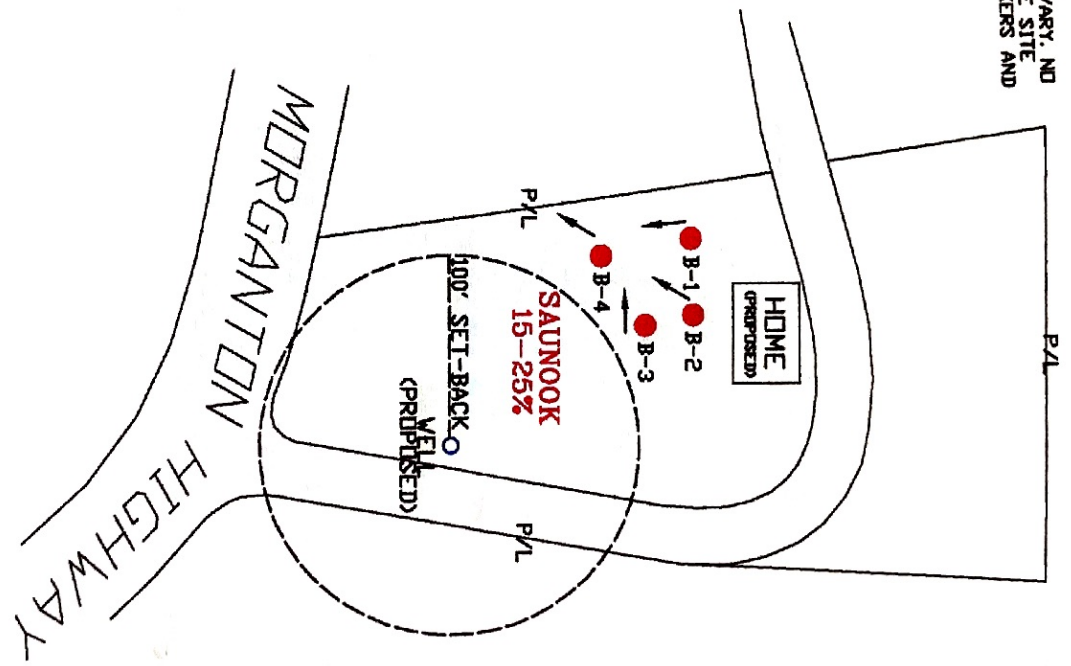 VARY. NO
E SITE
KERS AND
P/L
HOME
(PROPOSED)
B-1
B-2
B-3
B-4
P/L
SAUNOOK
15-25%
100' SET-BACK
WELL
(PROPOSED)
P/L
MORGANTON HIGHWAY